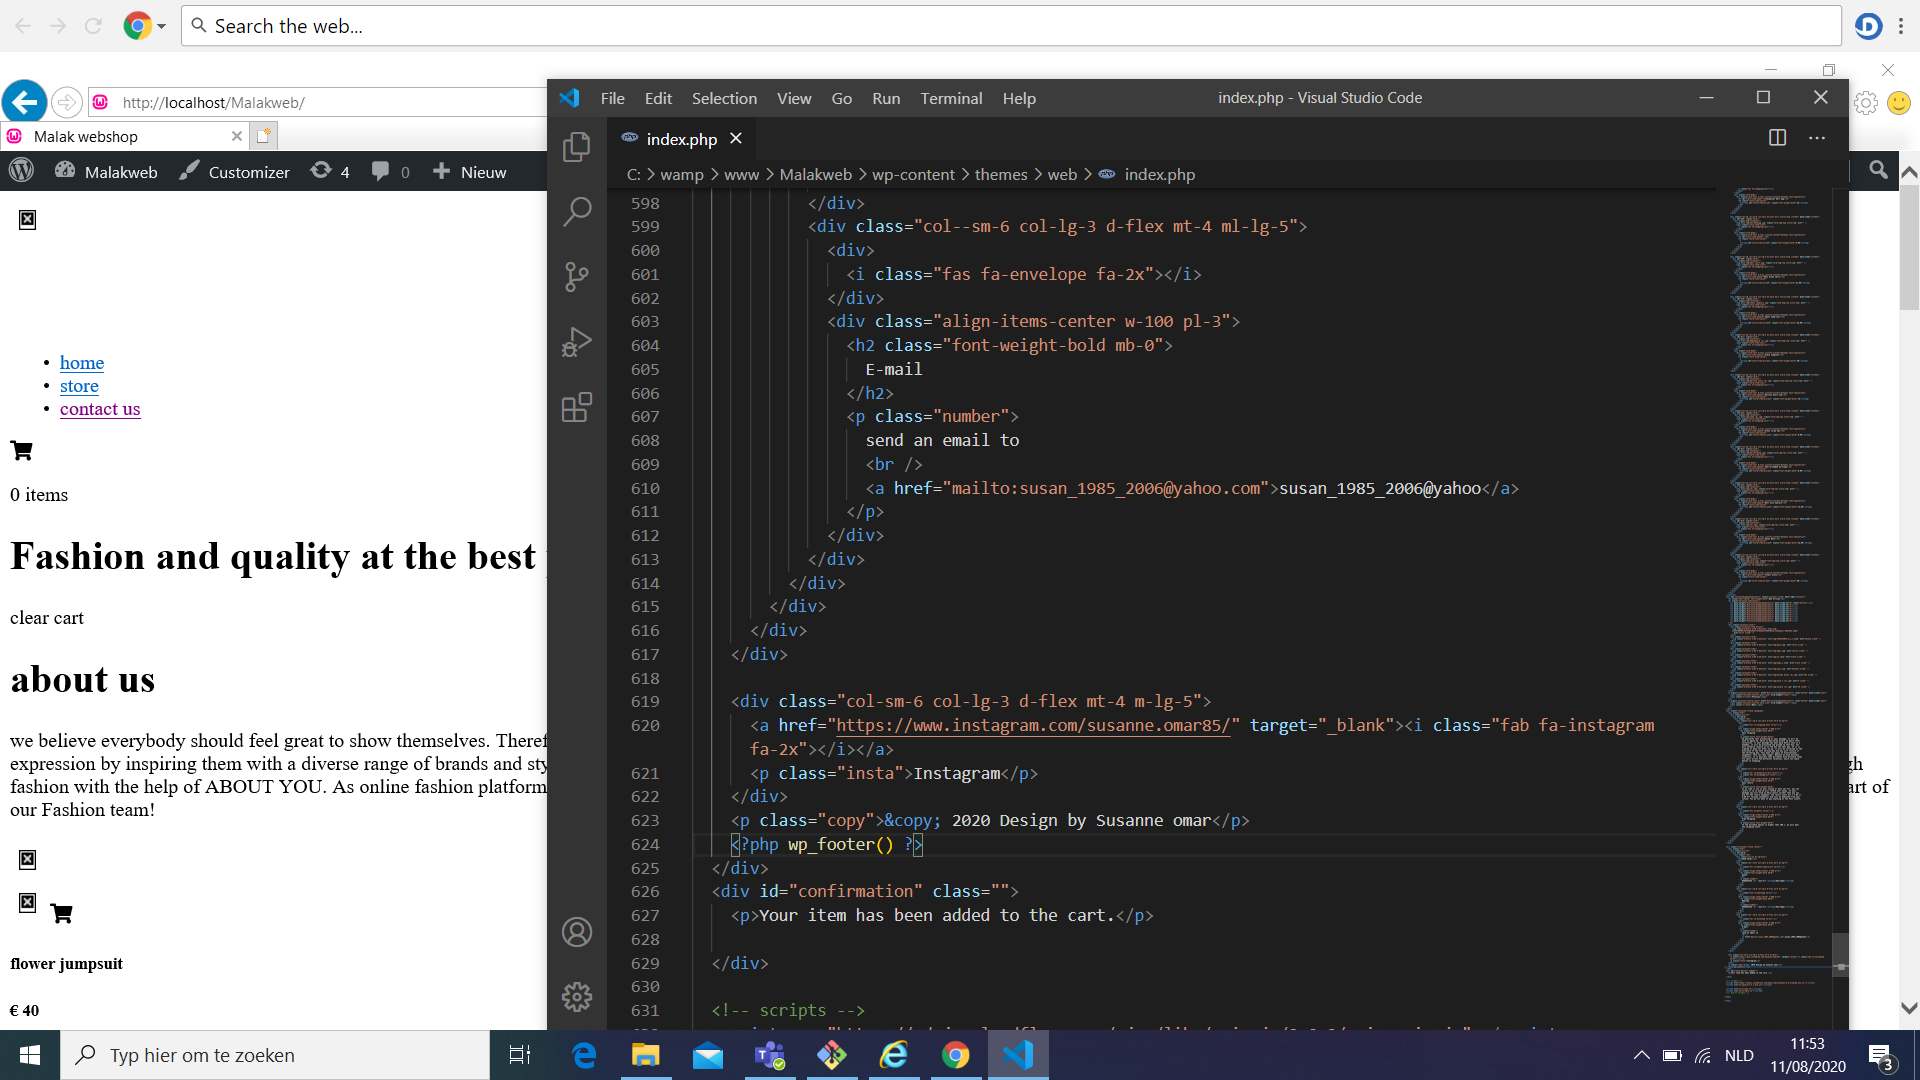 Search the web...
http://localhost/Malakweb/
Malak webshop
Malakweb
Customizer
4
0
Nieuw
home
store
contact us
0 items
Fashion and quality at the best
clear cart
about us
we believe everybody should feel great to show themselves. Theref
expression by inspiring them with a diverse range of brands and sty
gh
fashion with the help of ABOUT YOU. As online fashion platform
art of
our Fashion team!
flower jumpsuit
€ 40
File Edit Selection View Go Run Terminal Help
index.php - Visual Studio Code
index.php
C: > wamp > www > Malakweb > wp-content > themes > web > index.php
598 </div>
599 <div class="col--sm-6 col-lg-3 d-flex mt-4 ml-lg-5">
600 <div>
601 <i class="fas fa-envelope fa-2x"></i>
602 </div>
603 <div class="align-items-center w-100 pl-3">
604 <h2 class="font-weight-bold mb-0">
605 E-mail
606 </h2>
607 <p class="number">
608 send an email to
609 <br />
610 <a href="mailto:susan_1985_2006@yahoo.com">susan_1985_2006@yahoo</a>
611 </p>
612 </div>
613 </div>
614 </div>
615 </div>
616 </div>
617 </div>
618
619 <div class="col-sm-6 col-lg-3 d-flex mt-4 m-lg-5">
620 <a href="https://www.instagram.com/susanne.omar85/" target="_blank"><i class="fab fa-instagram
fa-2x"></i></a>
621 <p class="insta">Instagram</p>
622 </div>
623 <p class="copy">&copy; 2020 Design by Susanne omar</p>
624 <?php wp_footer() ?>
625 </div>
626 <div id="confirmation" class="">
627 <p>Your item has been added to the cart.</p>
628
629 </div>
630
631 <!-- scripts -->
Typ hier om te zoeken
NLD
11:53
11/08/2020
3